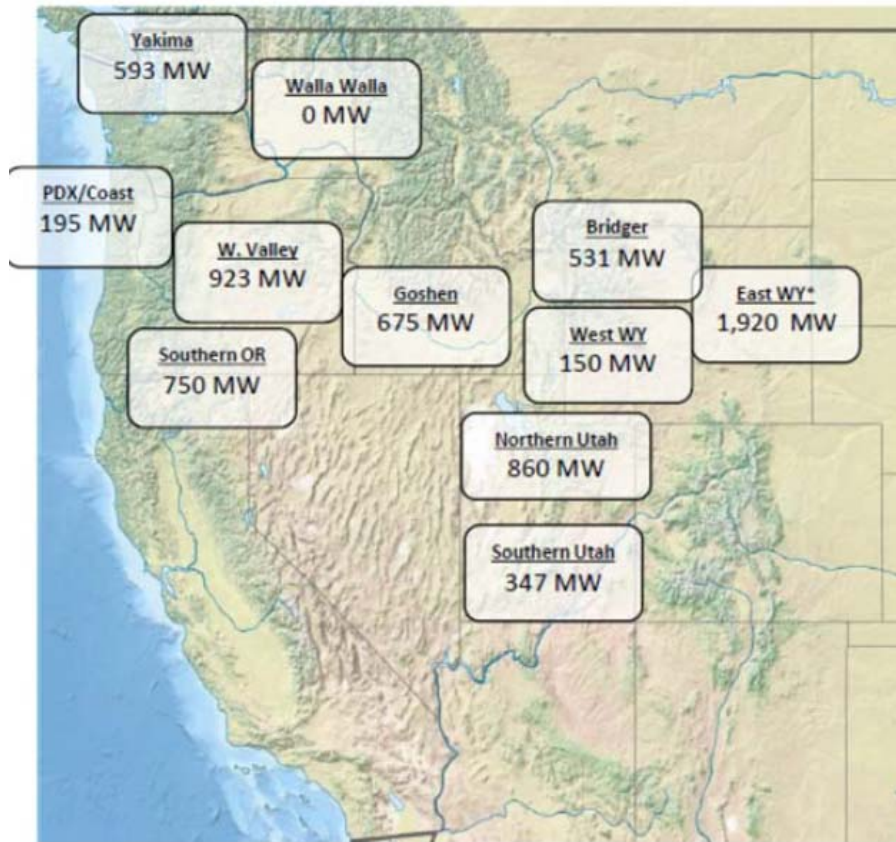 Yakima
593 MW
Walla Walla
0 MW
PDX/Coast
195 MW
W. Valley
923 MW
Goshen
675 MW
Bridger
531 MW
East WY*
1,920 MW
Southern OR
750 MW
West WY
150 MW
Northern Utah
860 MW
Southern Utah
347 MW